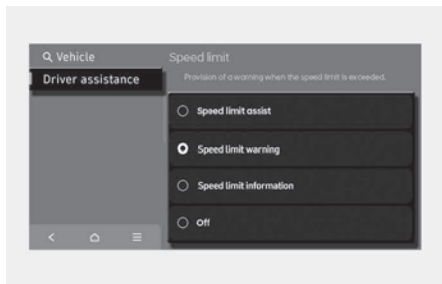 Vehicle
Driver assistance
Speed limit
Provision of a warning when the speed limit is exceeded.
Speed limit assist
Speed limit warning
Speed limit information
Off